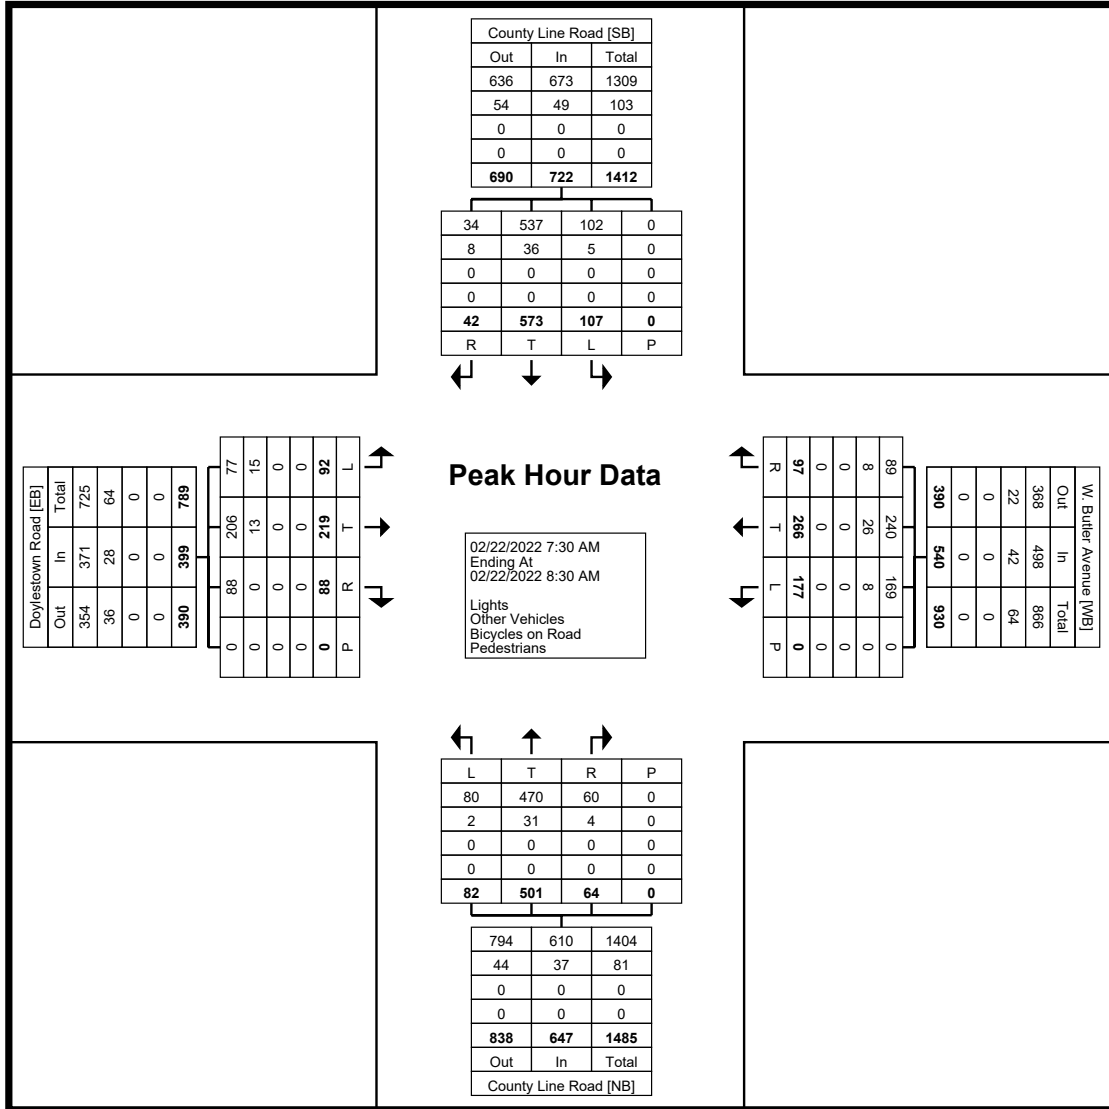 County Line Road [SB]
Out In Total
636 673 1309
54 49 103
0 0 0
0 0 0
690 722 1412
34 537 102 0
8 36 5 0
0 0 0 0
0 0 0 0
42 573 107 0
R T L P
Doylestown Road [EB]
Total In Out
725 371 354
64 28 36
0 0 0
0 0 0
789 399 390
77 206 88 0
15 13 0 0
0 0 0 0
0 0 0 0
92 219 88 0
L T R P
Peak Hour Data
02/22/2022 7:30 AM
Ending At
02/22/2022 8:30 AM
Lights
Other Vehicles
Bicycles on Road
Pedestrians
W. Butler Avenue [WB]
Out In Total
368 498 866
22 42 64
0 0 0
0 0 0
390 540 930
89 240 169 0
8 26 8 0
0 0 0 0
0 0 0 0
97 266 177 0
R T L P
L T R P
80 470 60 0
2 31 4 0
0 0 0 0
0 0 0 0
82 501 64 0
794 610 1404
44 37 81
0 0 0
0 0 0
838 647 1485
Out In Total
County Line Road [NB]